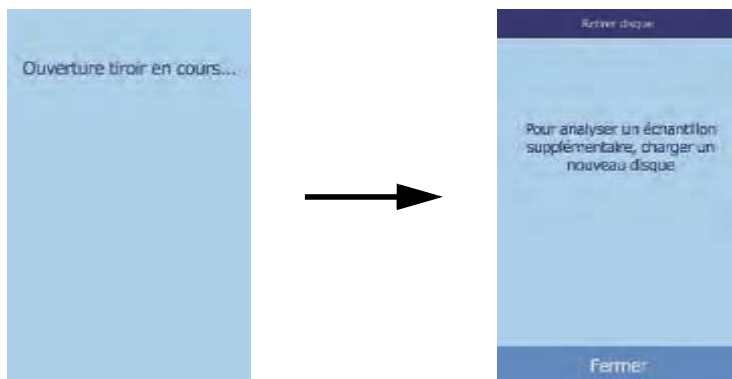 Ouverture tiroir en cours...
Retirer disque
Pour analyser un échantillon
supplémentaire, charger un
nouveau disque
Fermer